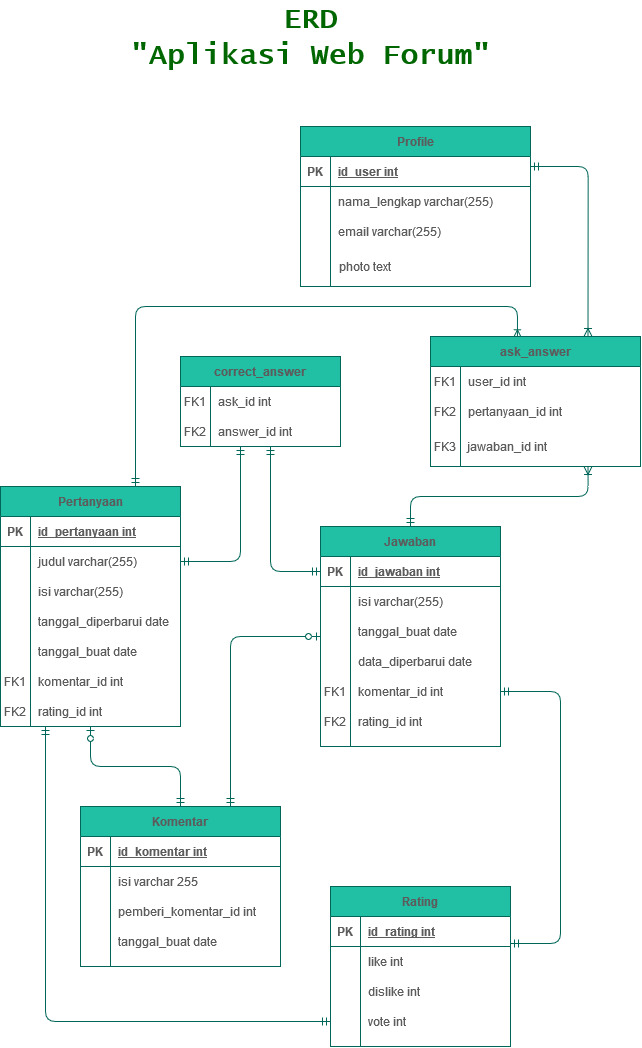 ERD
"Aplikasi Web Forum"
Profile
PK id_user int
nama_lengkap varchar(255)
email varchar(255)
photo text
ask_answer
FK1 user_id int
FK2 pertanyaan_id int
FK3 jawaban_id int
correct_answer
FK1 ask_id int
FK2 answer_id int
Pertanyaan
PK id_pertanyaan int
judul varchar(255)
isi varchar(255)
tanggal_diperbarui date
tanggal_buat date
FK1 komentar_id int
FK2 rating_id int
Jawaban
PK id_jawaban int
isi varchar(255)
tanggal_buat date
data_diperbarui date
FK1 komentar_id int
FK2 rating_id int
Komentar
PK id_komentar int
isi varchar 255
pemberi_komentar_id int
tanggal_buat date
Rating
PK id_rating int
like int
dislike int
vote int